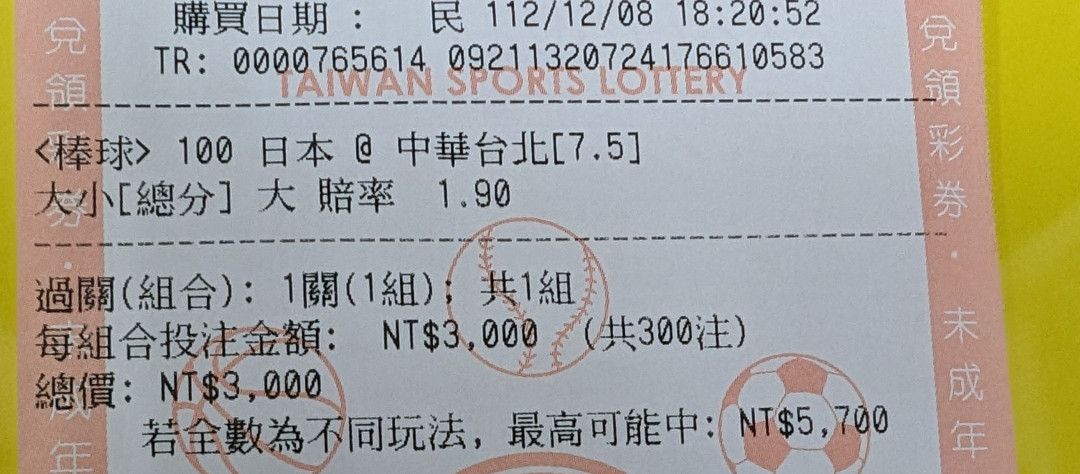 購買日期： 民 112/12/08 18:20:52
TR: 0000765614 09211320724176610583
TAIWAN SPORTS LOTTERY
<棒球> 100 日本 @ 中華台北[7.5]
大小[總分] 大 賠率 1.90
過關(組合): 1關(1組); 共1組
每組合投注金額: NT$3,000 (共300注)
總價: NT$3,000
若全數為不同玩法, 最高可能中: NT$5,700
兌領彩券·未成年
兌領彩券·未成年